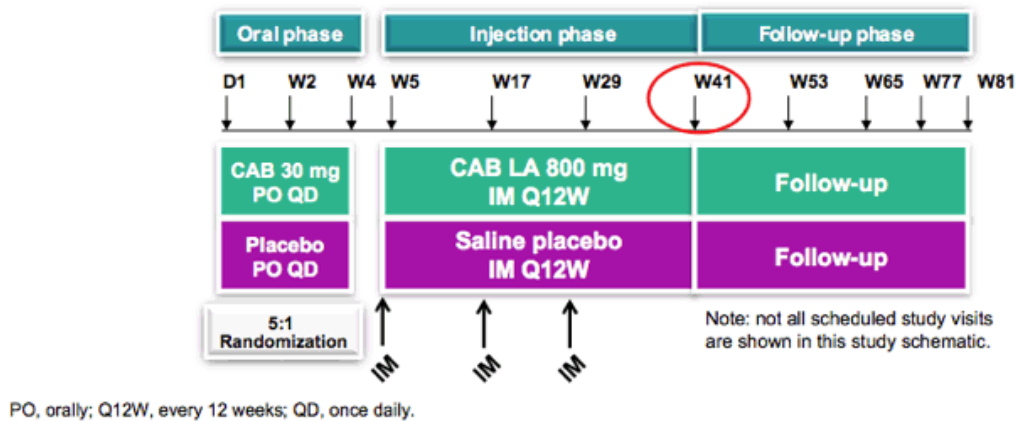 Oral phase
Injection phase
Follow-up phase
D1 W2 W4 W5 W17 W29 W41 W53 W65 W77 W81
CAB 30 mg
PO QD
CAB LA 800 mg
IM Q12W
Follow-up
Placebo
PO QD
Saline placebo
IM Q12W
Follow-up
5:1
Randomization
IM
IM
IM
Note: not all scheduled study visits
are shown in this study schematic.
PO, orally; Q12W, every 12 weeks; QD, once daily.